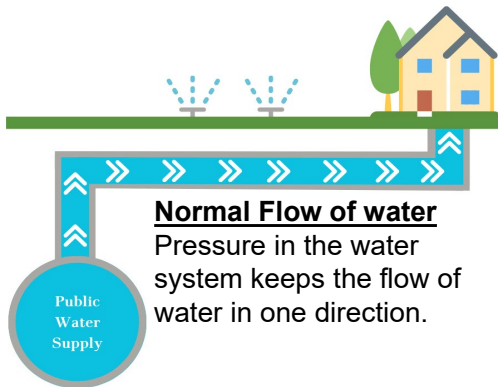 Normal Flow of water
Pressure in the water
system keeps the flow of
water in one direction.
Public
Water
Supply